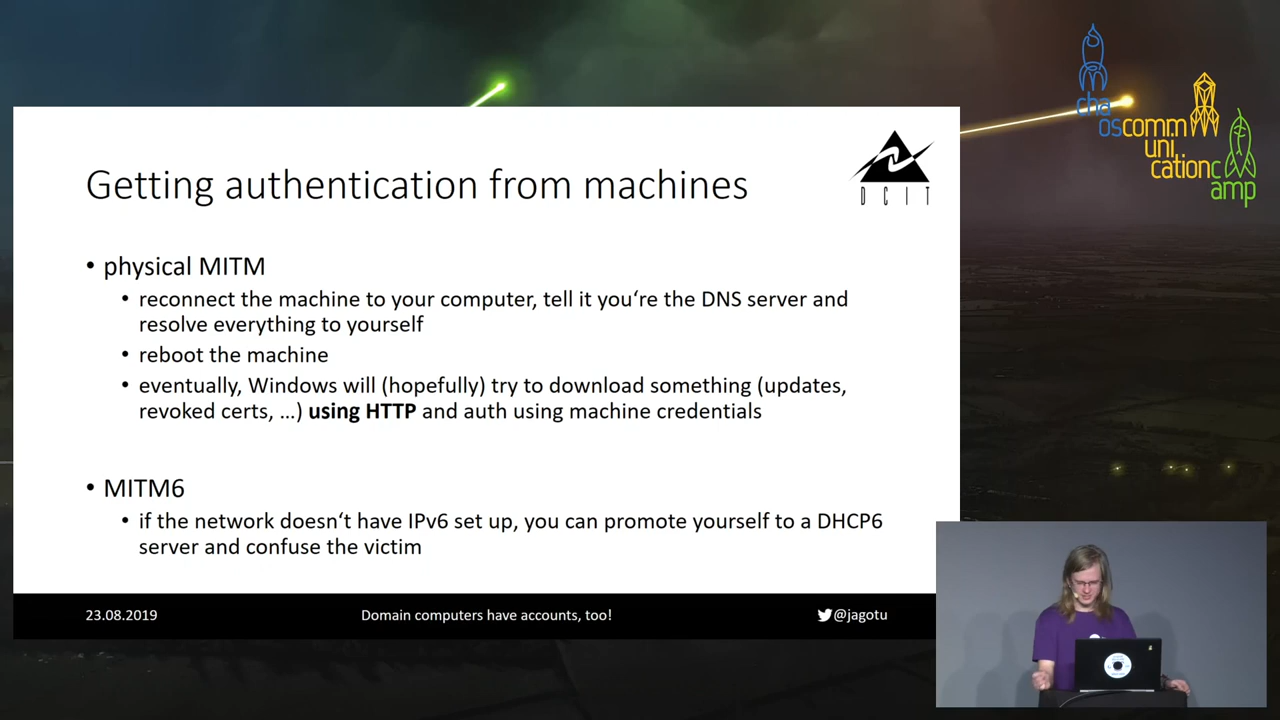 chaoscommunicationcamp
DCIT
Getting authentication from machines
• physical MITM
• reconnect the machine to your computer, tell it you‘re the DNS server and
resolve everything to yourself
• reboot the machine
• eventually, Windows will (hopefully) try to download something (updates,
revoked certs, …) using HTTP and auth using machine credentials
• MITM6
• if the network doesn‘t have IPv6 set up, you can promote yourself to a DHCP6
server and confuse the victim
23.08.2019
Domain computers have accounts, too!
@jagotu